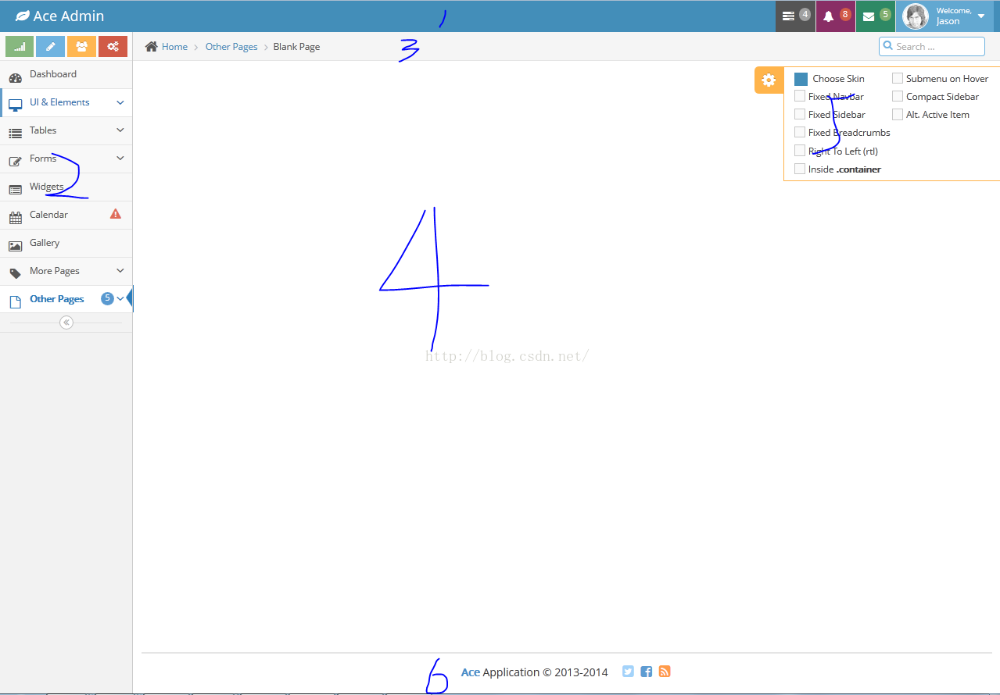 Ace Admin 1 4 8 5 Welcome, Jason
Home Other Pages Blank Page 3 Search ...
Dashboard
UI & Elements
Tables
Forms
2
Widgets
Calendar
Gallery
More Pages
Other Pages 5
Choose Skin Submenu on Hover
Fixed Navbar Compact Sidebar
Fixed Sidebar Alt. Active Item
5
Fixed Breadcrumbs
Right To Left (rtl)
Inside .container
4
http://blog.csdn.net/
6 Ace Application © 2013-2014